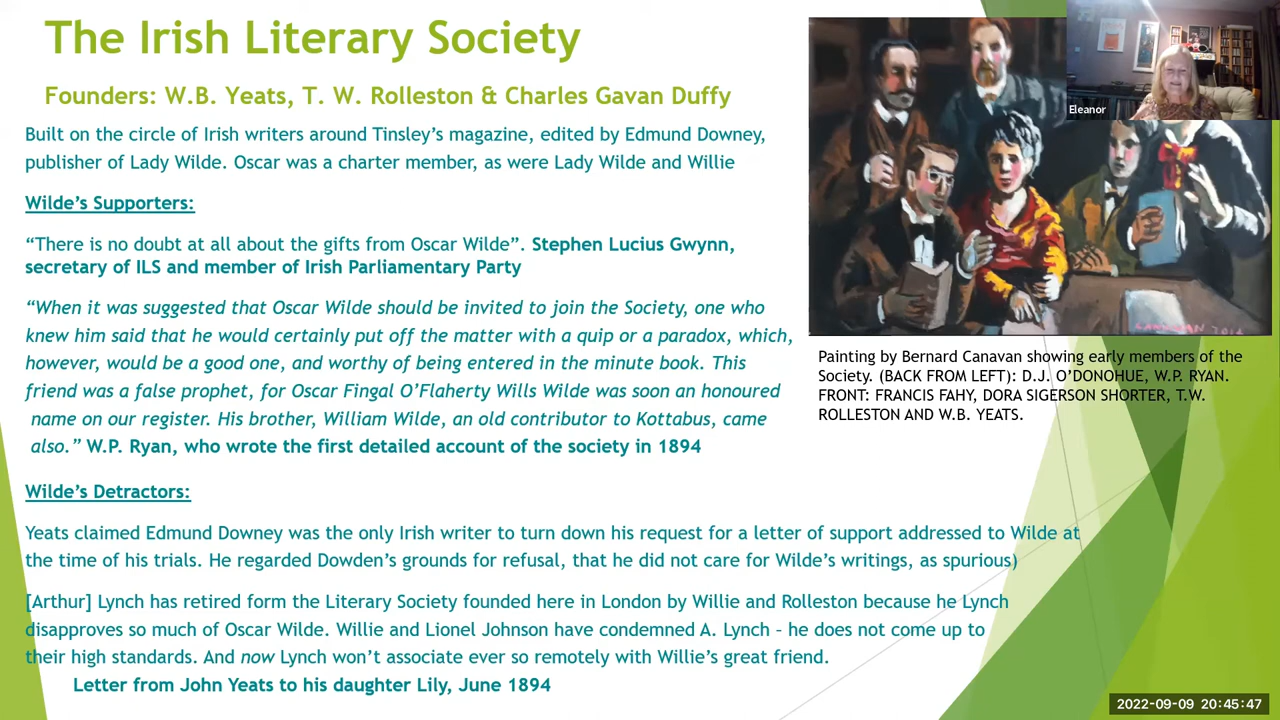 The Irish Literary Society
Founders: W.B. Yeats, T. W. Rolleston & Charles Gavan Duffy
Built on the circle of Irish writers around Tinsley’s magazine, edited by Edmund Downey,
publisher of Lady Wilde. Oscar was a charter member, as were Lady Wilde and Willie
Wilde’s Supporters:
“There is no doubt at all about the gifts from Oscar Wilde”. Stephen Lucius Gwynn,
secretary of ILS and member of Irish Parliamentary Party
“When it was suggested that Oscar Wilde should be invited to join the Society, one who
knew him said that he would certainly put off the matter with a quip or a paradox, which,
however, would be a good one, and worthy of being entered in the minute book. This
friend was a false prophet, for Oscar Fingal O’Flaherty Wills Wilde was soon an honoured
name on our register. His brother, William Wilde, an old contributor to Kottabus, came
also.” W.P. Ryan, who wrote the first detailed account of the society in 1894
Wilde’s Detractors:
Yeats claimed Edmund Downey was the only Irish writer to turn down his request for a letter of support addressed to Wilde at
the time of his trials. He regarded Dowden’s grounds for refusal, that he did not care for Wilde’s writings, as spurious)
[Arthur] Lynch has retired form the Literary Society founded here in London by Willie and Rolleston because he Lynch
disapproves so much of Oscar Wilde. Willie and Lionel Johnson have condemned A. Lynch – he does not come up to
their high standards. And now Lynch won’t associate ever so remotely with Willie’s great friend.
Letter from John Yeats to his daughter Lily, June 1894
Eleanor
Painting by Bernard Canavan showing early members of the
Society. (BACK FROM LEFT): D.J. O’DONOHUE, W.P. RYAN.
FRONT: FRANCIS FAHY, DORA SIGERSON SHORTER, T.W.
ROLLESTON AND W.B. YEATS.
2022-09-09 20:45:47